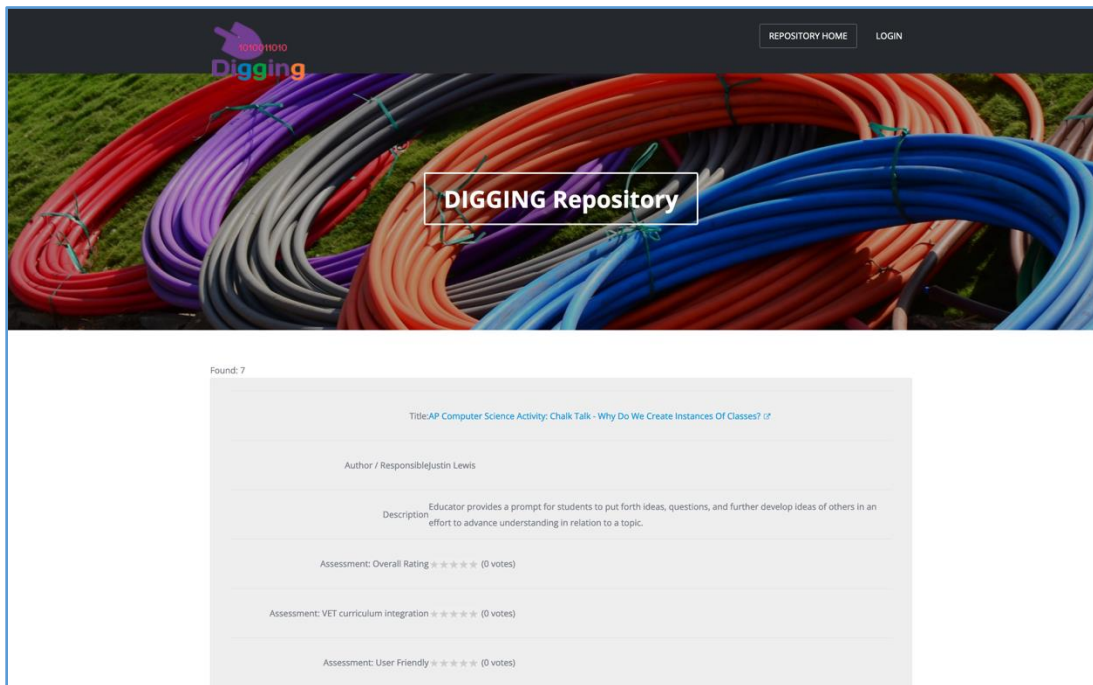 REPOSITORY HOME LOGIN
1010011010
Digging
DIGGING Repository
Found: 7
Title:AP Computer Science Activity: Chalk Talk - Why Do We Create Instances Of Classes?
Author / ResponsibleJustin Lewis
Description Educator provides a prompt for students to put forth ideas, questions, and further develop ideas of others in an
effort to advance understanding in relation to a topic.
Assessment: Overall Rating (0 votes)
Assessment: VET curriculum integration (0 votes)
Assessment: User Friendly (0 votes)